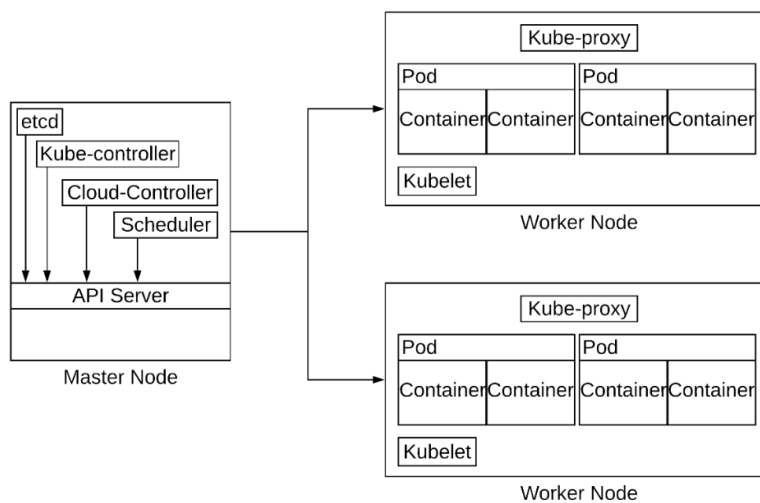 etcd
Kube-controller
Cloud-Controller
Scheduler
API Server
Master Node
Kube-proxy
Pod
Pod
Container
Container
Container
Container
Kubelet
Worker Node
Kube-proxy
Pod
Pod
Container
Container
Container
Container
Kubelet
Worker Node